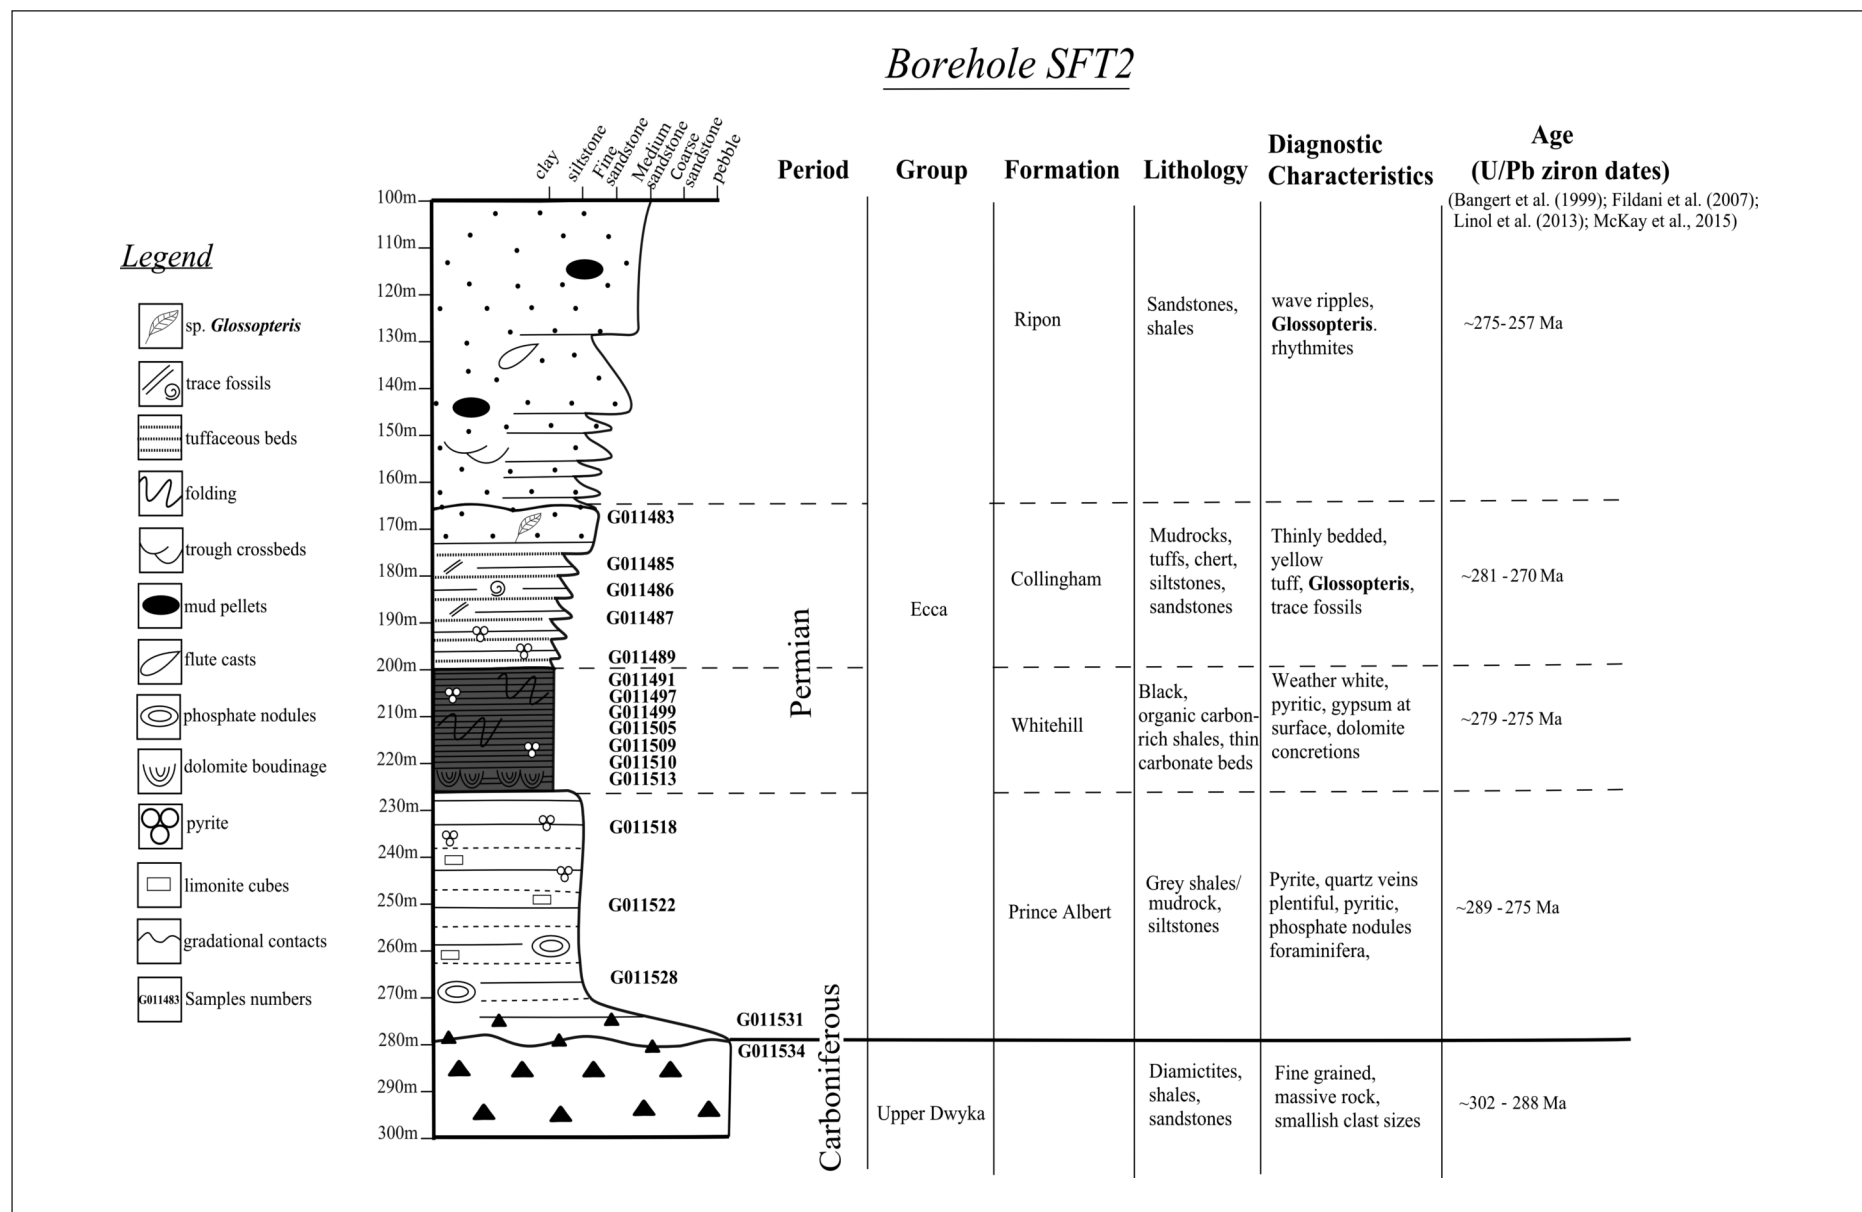 Borehole SFT2
clay
siltstone
Fine
sandstone
Medium
sandstone
Coarse
sandstone
pebble
Period
Group
Formation
Lithology
Diagnostic
Characteristics
Age
(U/Pb ziron dates)
(Bangert et al. (1999); Fildani et al. (2007);
Linol et al. (2013); McKay et al., 2015)
Legend
sp. Glossopteris
trace fossils
tuffaceous beds
folding
trough crossbeds
mud pellets
flute casts
phosphate nodules
dolomite boudinage
pyrite
limonite cubes
gradational contacts
G011483 Samples numbers
100m
110m
120m
130m
140m
150m
160m
170m
180m
190m
200m
210m
220m
230m
240m
250m
260m
270m
280m
290m
300m
G011483
G011485
G011486
G011487
G011489
G011491
G011497
G011499
G011505
G011509
G011510
G011513
G011518
G011522
G011528
G011531
G011534
Permian
Carboniferous
Ecca
Upper Dwyka
Ripon
Sandstones,
shales
wave ripples,
Glossopteris.
rhythmites
~275-257 Ma
Collingham
Mudrocks,
tuffs, chert,
siltstones,
sandstones
Thinly bedded,
yellow
tuff, Glossopteris,
trace fossils
~281 -270 Ma
Whitehill
Black,
organic carbon-
rich shales, thin
carbonate beds
Weather white,
pyritic, gypsum at
surface, dolomite
concretions
~279 -275 Ma
Prince Albert
Grey shales/
mudrock,
siltstones
Pyrite, quartz veins
plentiful, pyritic,
phosphate nodules
foraminifera,
~289 -275 Ma
Diamictites,
shales,
sandstones
Fine grained,
massive rock,
smallish clast sizes
~302 - 288 Ma